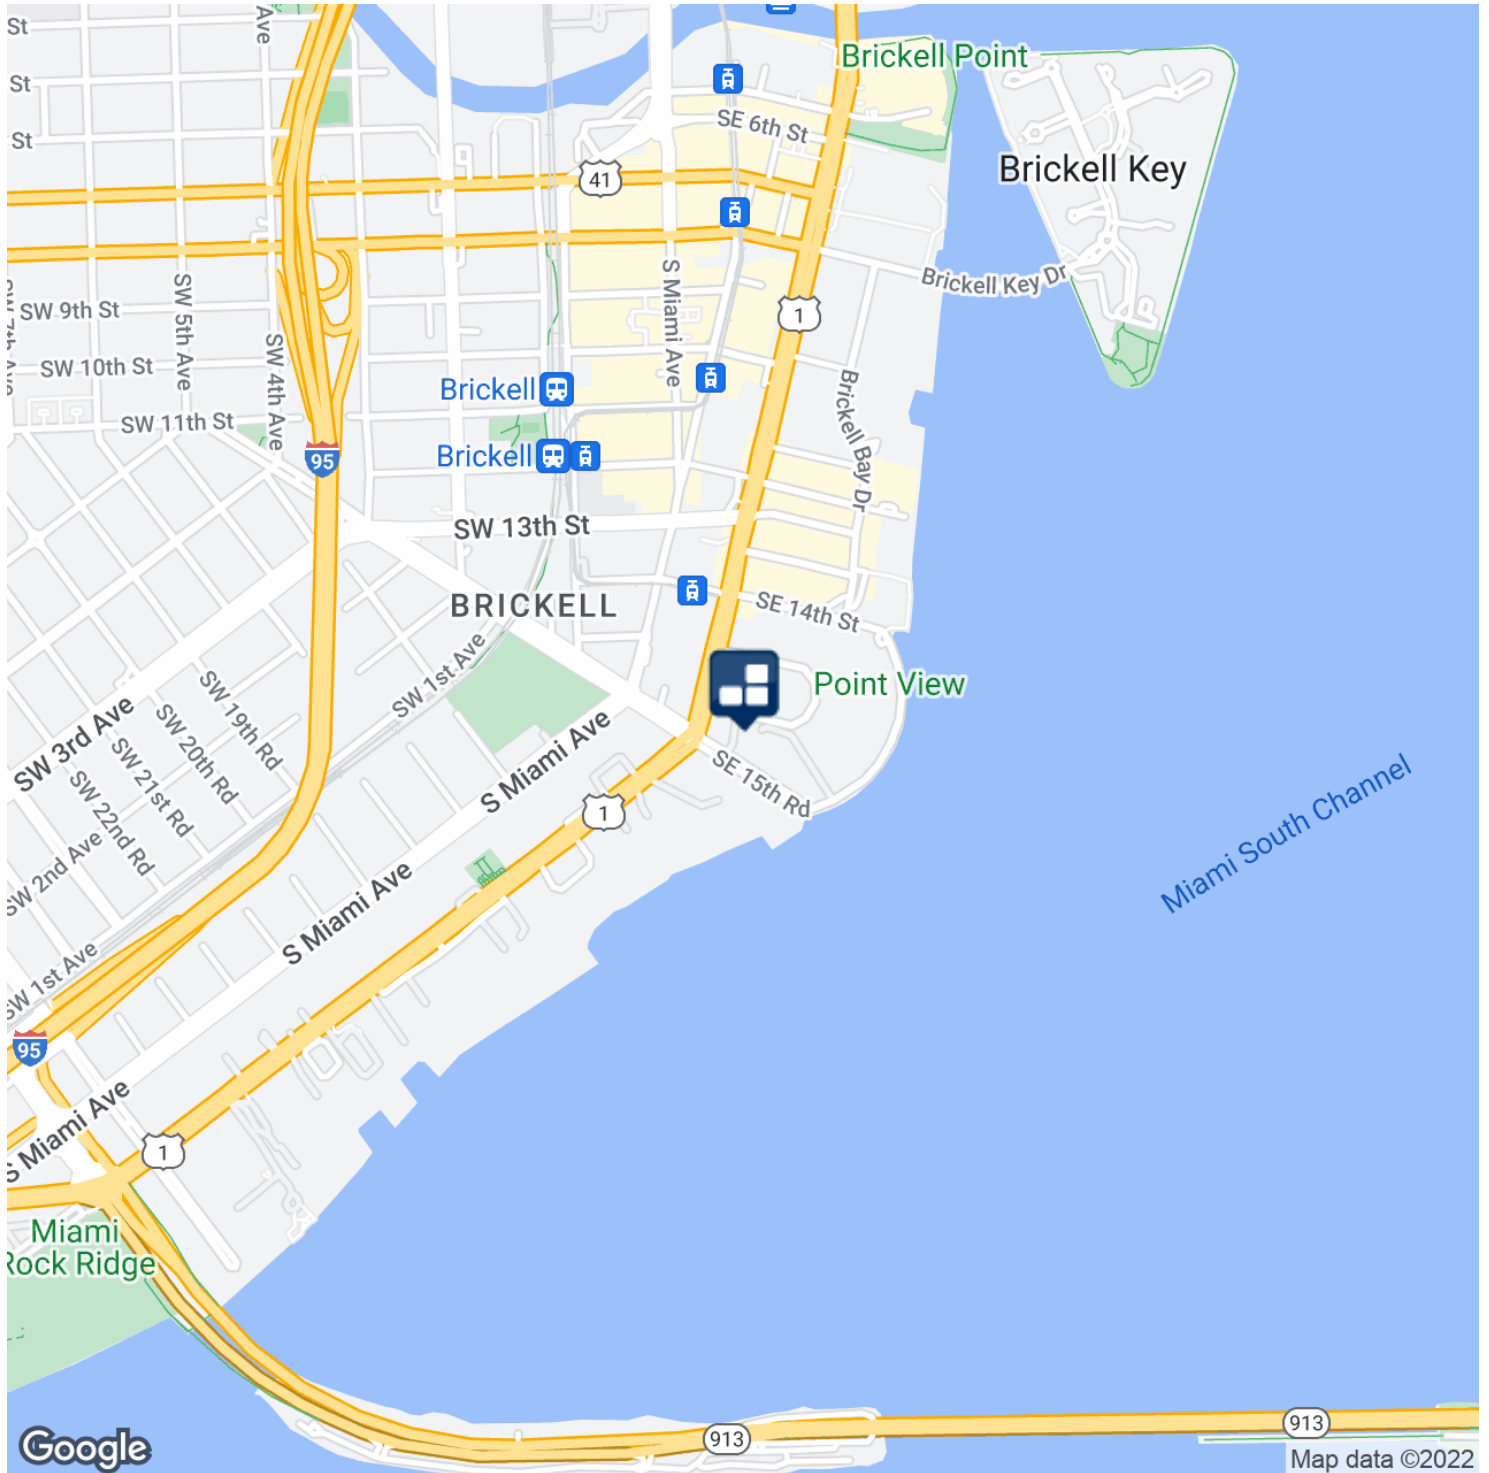 St
Ave
Brickell Point
St
SE 6th St
St
Brickell Key
41
S Miami Ave
Brickell Key Dr
SW 5th Ave
SW 9th St
1
SW 4th Ave
SW 10th St
Brickell
Brickell Bay Dr
SW 11th St
95
Brickell
SW 13th St
BRICKELL
SE 14th St
SW 1st Ave
Point View
SW 19th Rd
SW 3rd Ave
SW 20th Rd
S Miami Ave
SE 15th Rd
SW 21st Rd
SW 22nd Rd
Miami South Channel
1
SW 2nd Ave
S Miami Ave
SW 1st Ave
95
S Miami Ave
1
Miami
Rock Ridge
913
913
Google
Map data ©2022